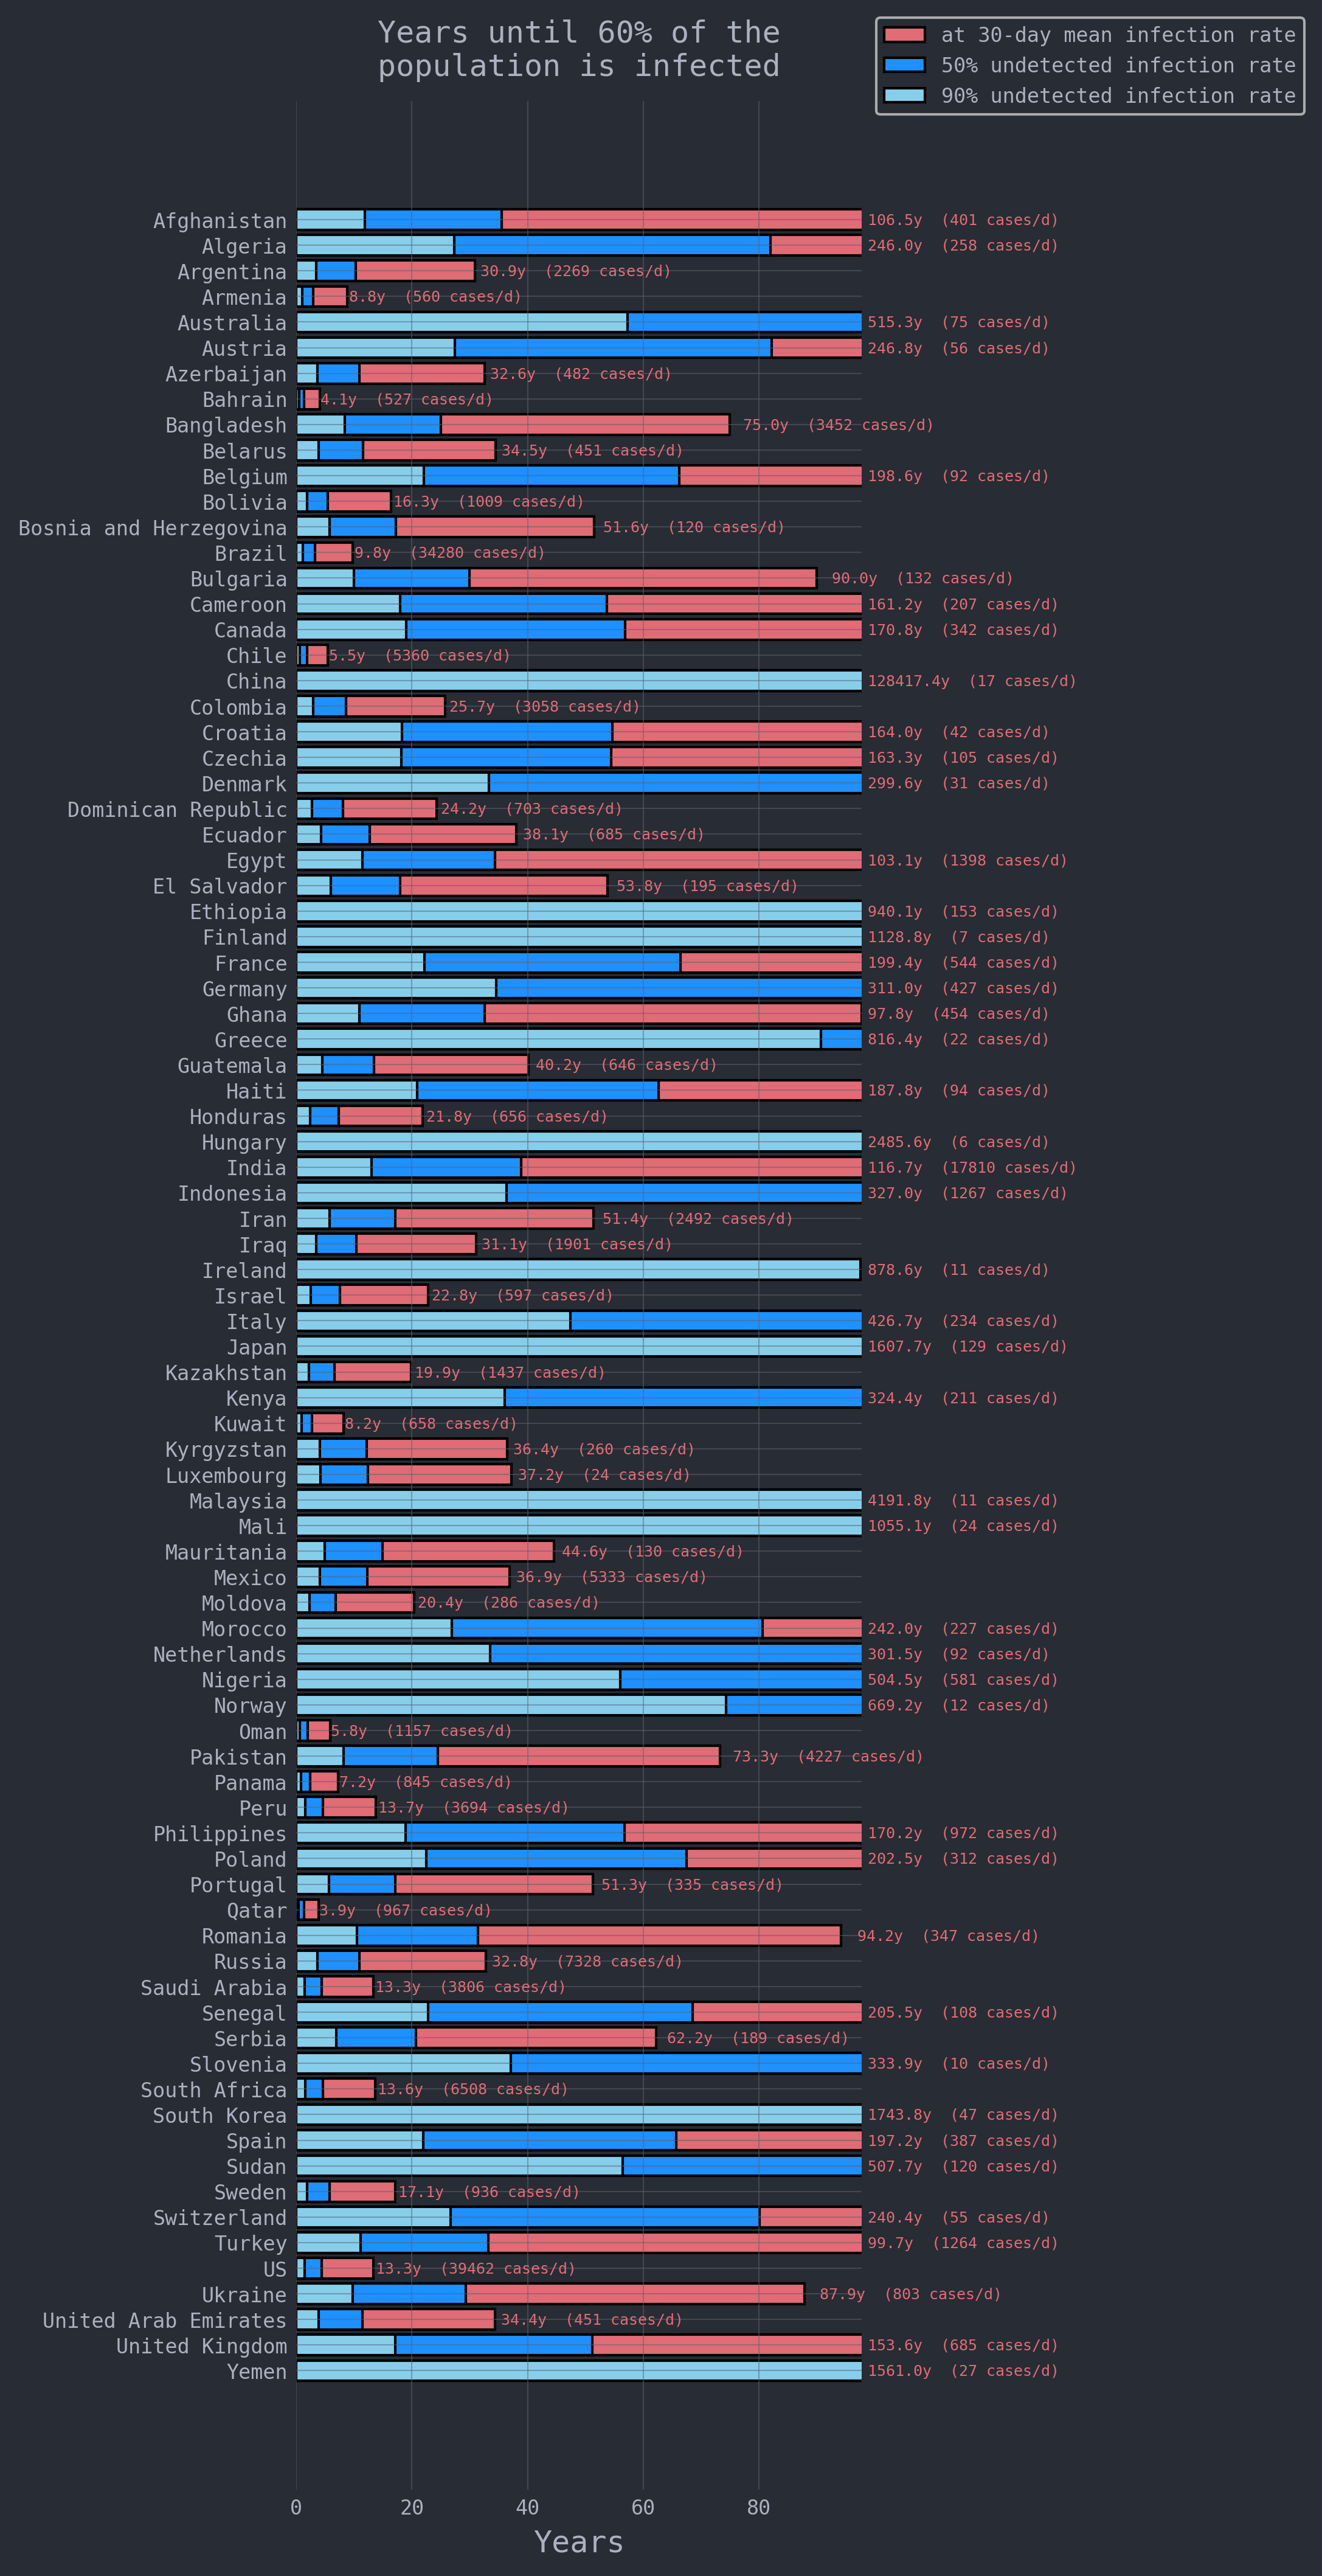 Years until 60% of the
population is infected
at 30-day mean infection rate
50% undetected infection rate
90% undetected infection rate
Afghanistan 106.5y (401 cases/d)
Algeria 246.0y (258 cases/d)
Argentina 30.9y (2269 cases/d)
Armenia 8.8y (560 cases/d)
Australia 515.3y (75 cases/d)
Austria 246.8y (56 cases/d)
Azerbaijan 32.6y (482 cases/d)
Bahrain 4.1y (527 cases/d)
Bangladesh 75.0y (3452 cases/d)
Belarus 34.5y (451 cases/d)
Belgium 198.6y (92 cases/d)
Bolivia 16.3y (1009 cases/d)
Bosnia and Herzegovina 51.6y (120 cases/d)
Brazil 9.8y (34280 cases/d)
Bulgaria 90.0y (132 cases/d)
Cameroon 161.2y (207 cases/d)
Canada 170.8y (342 cases/d)
Chile 5.5y (5360 cases/d)
China 128417.4y (17 cases/d)
Colombia 25.7y (3058 cases/d)
Croatia 164.0y (42 cases/d)
Czechia 163.3y (105 cases/d)
Denmark 299.6y (31 cases/d)
Dominican Republic 24.2y (703 cases/d)
Ecuador 38.1y (685 cases/d)
Egypt 103.1y (1398 cases/d)
El Salvador 53.8y (195 cases/d)
Ethiopia 940.1y (153 cases/d)
Finland 1128.8y (7 cases/d)
France 199.4y (544 cases/d)
Germany 311.0y (427 cases/d)
Ghana 97.8y (454 cases/d)
Greece 816.4y (22 cases/d)
Guatemala 40.2y (646 cases/d)
Haiti 187.8y (94 cases/d)
Honduras 21.8y (656 cases/d)
Hungary 2485.6y (6 cases/d)
India 116.7y (17810 cases/d)
Indonesia 327.0y (1267 cases/d)
Iran 51.4y (2492 cases/d)
Iraq 31.1y (1901 cases/d)
Ireland 878.6y (11 cases/d)
Israel 22.8y (597 cases/d)
Italy 426.7y (234 cases/d)
Japan 1607.7y (129 cases/d)
Kazakhstan 19.9y (1437 cases/d)
Kenya 324.4y (211 cases/d)
Kuwait 8.2y (658 cases/d)
Kyrgyzstan 36.4y (260 cases/d)
Luxembourg 37.2y (24 cases/d)
Malaysia 4191.8y (11 cases/d)
Mali 1055.1y (24 cases/d)
Mauritania 44.6y (130 cases/d)
Mexico 36.9y (5333 cases/d)
Moldova 20.4y (286 cases/d)
Morocco 242.0y (227 cases/d)
Netherlands 301.5y (92 cases/d)
Nigeria 504.5y (581 cases/d)
Norway 669.2y (12 cases/d)
Oman 5.8y (1157 cases/d)
Pakistan 73.3y (4227 cases/d)
Panama 7.2y (845 cases/d)
Peru 13.7y (3694 cases/d)
Philippines 170.2y (972 cases/d)
Poland 202.5y (312 cases/d)
Portugal 51.3y (335 cases/d)
Qatar 3.9y (967 cases/d)
Romania 94.2y (347 cases/d)
Russia 32.8y (7328 cases/d)
Saudi Arabia 13.3y (3806 cases/d)
Senegal 205.5y (108 cases/d)
Serbia 62.2y (189 cases/d)
Slovenia 333.9y (10 cases/d)
South Africa 13.6y (6508 cases/d)
South Korea 1743.8y (47 cases/d)
Spain 197.2y (387 cases/d)
Sudan 507.7y (120 cases/d)
Sweden 17.1y (936 cases/d)
Switzerland 240.4y (55 cases/d)
Turkey 99.7y (1264 cases/d)
US 13.3y (39462 cases/d)
Ukraine 87.9y (803 cases/d)
United Arab Emirates 34.4y (451 cases/d)
United Kingdom 153.6y (685 cases/d)
Yemen 1561.0y (27 cases/d)
0 20 40 60 80
Years